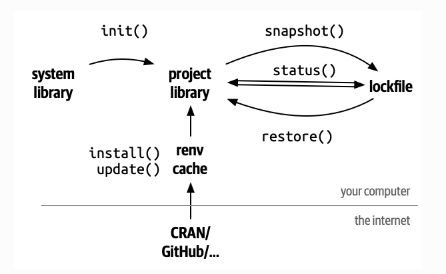 init()
snapshot()
system
library
project
library
status()
lockfile
restore()
install()
update()
renv
cache
your computer
the internet
CRAN/
GitHub/...